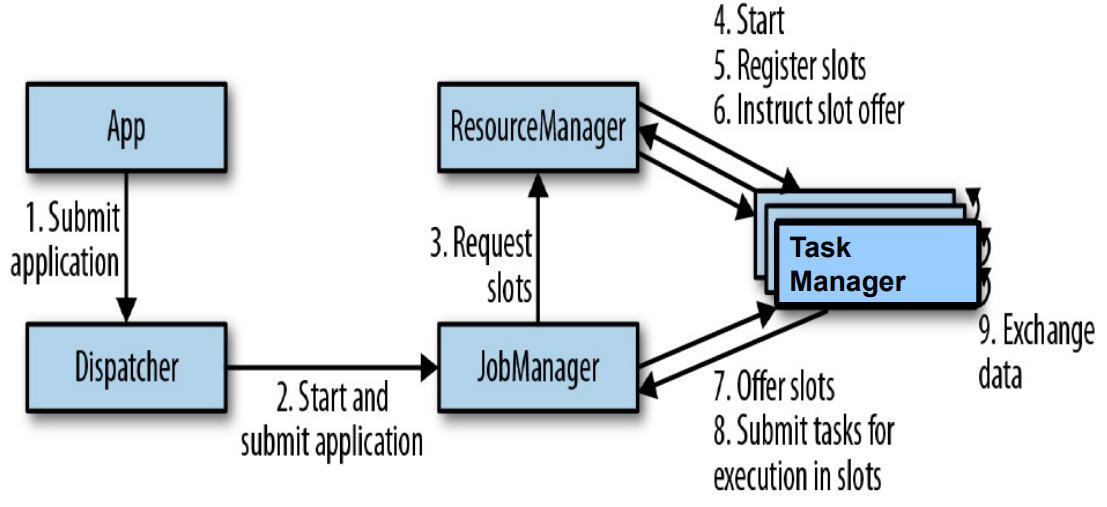 App
1. Submit
application
Dispatcher
2. Start and
submit application
ResourceManager
3. Request
slots
JobManager
4. Start
5. Register slots
6. Instruct slot offer
Task
Manager
7. Offer slots
8. Submit tasks for
execution in slots
9. Exchange
data